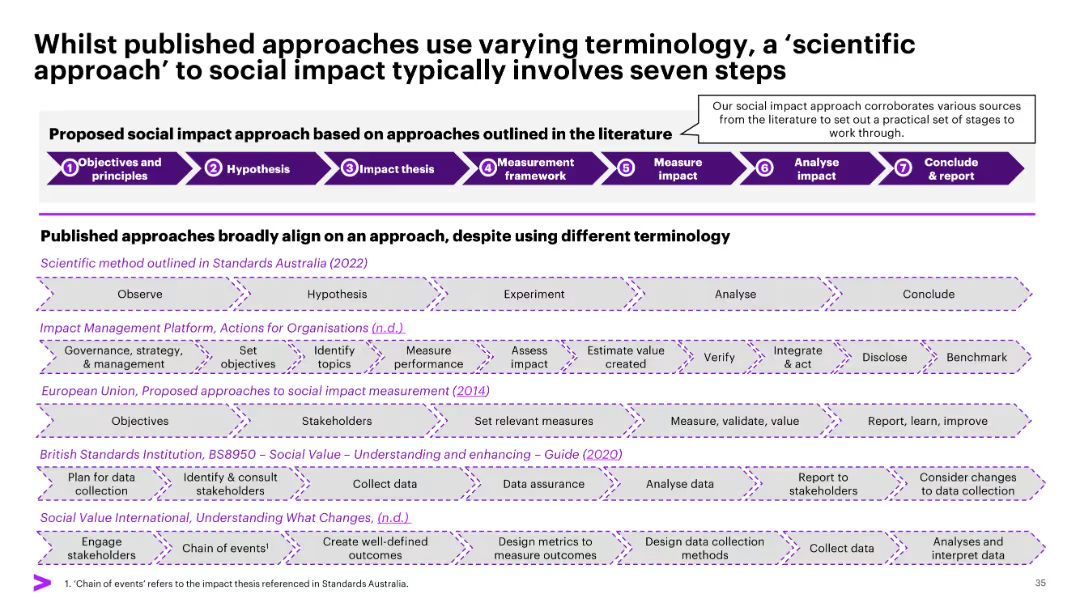 Whilst published approaches use varying terminology, a ‘scientific
approach’ to social impact typically involves seven steps
Our social impact approach corroborates various sources
from the literature to set out a practical set of stages to
work through.
Proposed social impact approach based on approaches outlined in the literature
1 Objectives and principles
2 Hypothesis
3 Impact thesis
4 Measurement framework
5 Measure impact
6 Analyse impact
7 Conclude & report
Published approaches broadly align on an approach, despite using different terminology
Scientific method outlined in Standards Australia (2022)
Observe
Hypothesis
Experiment
Analyse
Conclude
Impact Management Platform, Actions for Organisations (n.d.)
Governance, strategy, & management
Set objectives
Identify topics
Measure performance
Assess impact
Estimate value created
Verify
Integrate & act
Disclose
Benchmark
European Union, Proposed approaches to social impact measurement (2014)
Objectives
Stakeholders
Set relevant measures
Measure, validate, value
Report, learn, improve
British Standards Institution, BS8950 – Social Value – Understanding and enhancing – Guide (2020)
Plan for data collection
Identify & consult stakeholders
Collect data
Data assurance
Analyse data
Report to stakeholders
Consider changes to data collection
Social Value International, Understanding What Changes, (n.d.)
Engage stakeholders
Chain of events¹
Create well-defined outcomes
Design metrics to measure outcomes
Design data collection methods
Collect data
Analyses and interpret data
1. ‘Chain of events’ refers to the impact thesis referenced in Standards Australia.
35